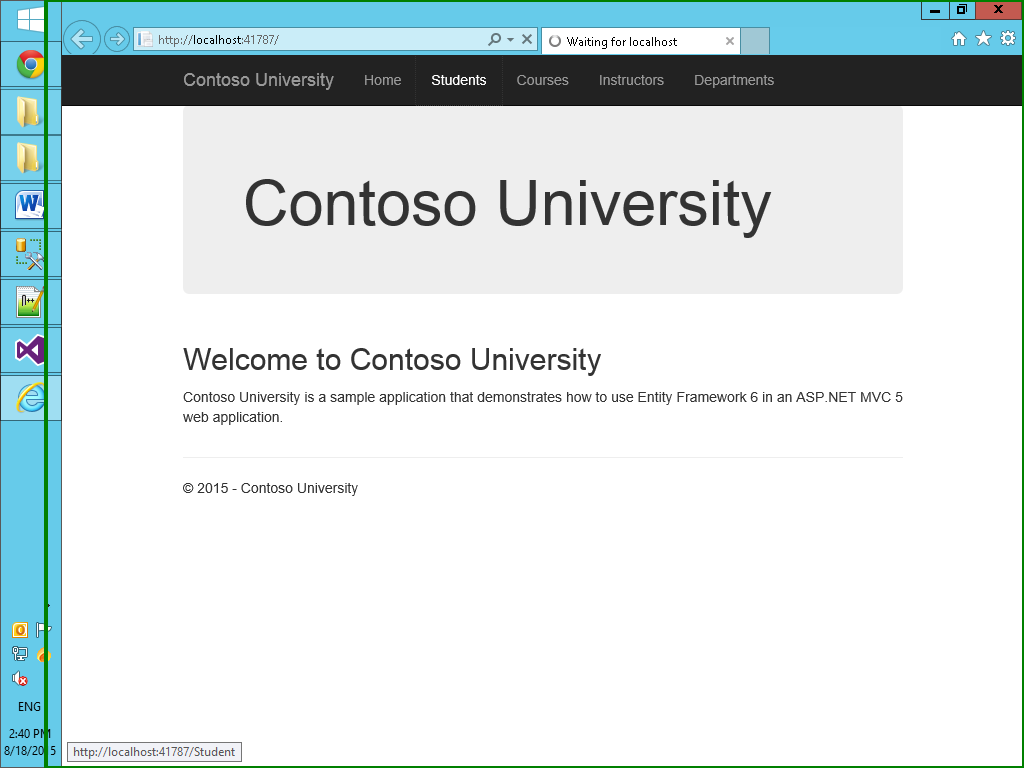 http://localhost:41787/
Waiting for localhost
Contoso University Home Students Courses Instructors Departments
Contoso University
Welcome to Contoso University
Contoso University is a sample application that demonstrates how to use Entity Framework 6 in an ASP.NET MVC 5
web application.
© 2015 - Contoso University
ENG
2:40 PM
8/18/2015
http://localhost:41787/Student